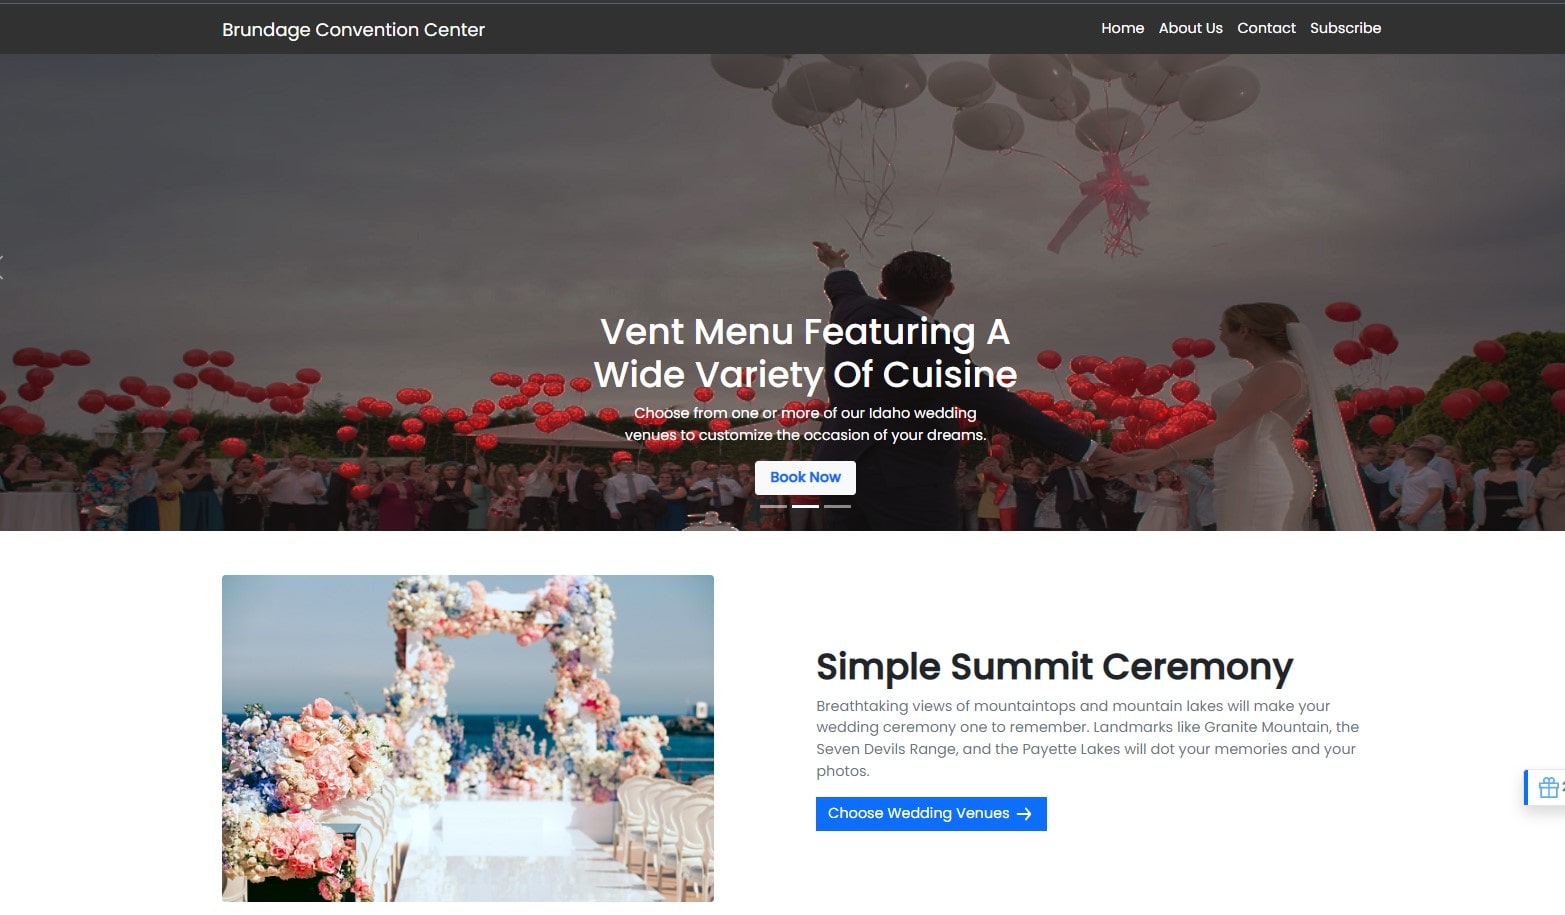 Brundage Convention Center
Home About Us Contact Subscribe
Vent Menu Featuring A
Wide Variety Of Cuisine
Choose from one or more of our Idaho wedding
venues to customize the occasion of your dreams.
Book Now
Simple Summit Ceremony
Breathtaking views of mountaintops and mountain lakes will make your
wedding ceremony one to remember. Landmarks like Granite Mountain, the
Seven Devils Range, and the Payette Lakes will dot your memories and your
photos.
Choose Wedding Venues →